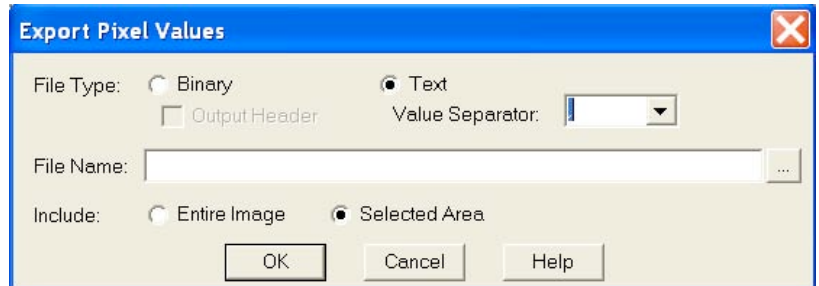 Export Pixel Values
File Type: Binary Text
Output Header Value Separator:
File Name: ...
Include: Entire Image Selected Area
OK Cancel Help